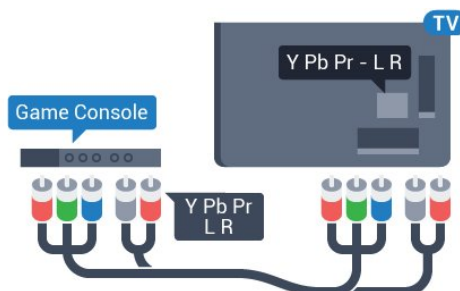 TV
Y Pb Pr - L R
Game Console
Y Pb Pr
L R